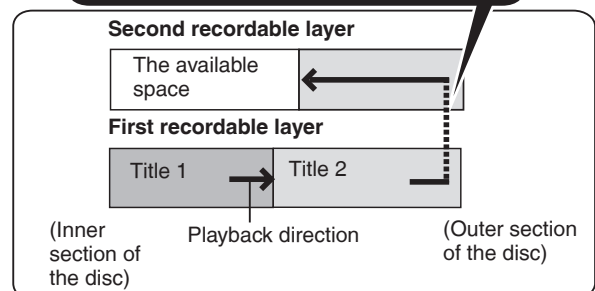 Second recordable layer
The available
space
First recordable layer
Title 1
Title 2
(Inner
section of
the disc)
Playback direction
(Outer section
of the disc)